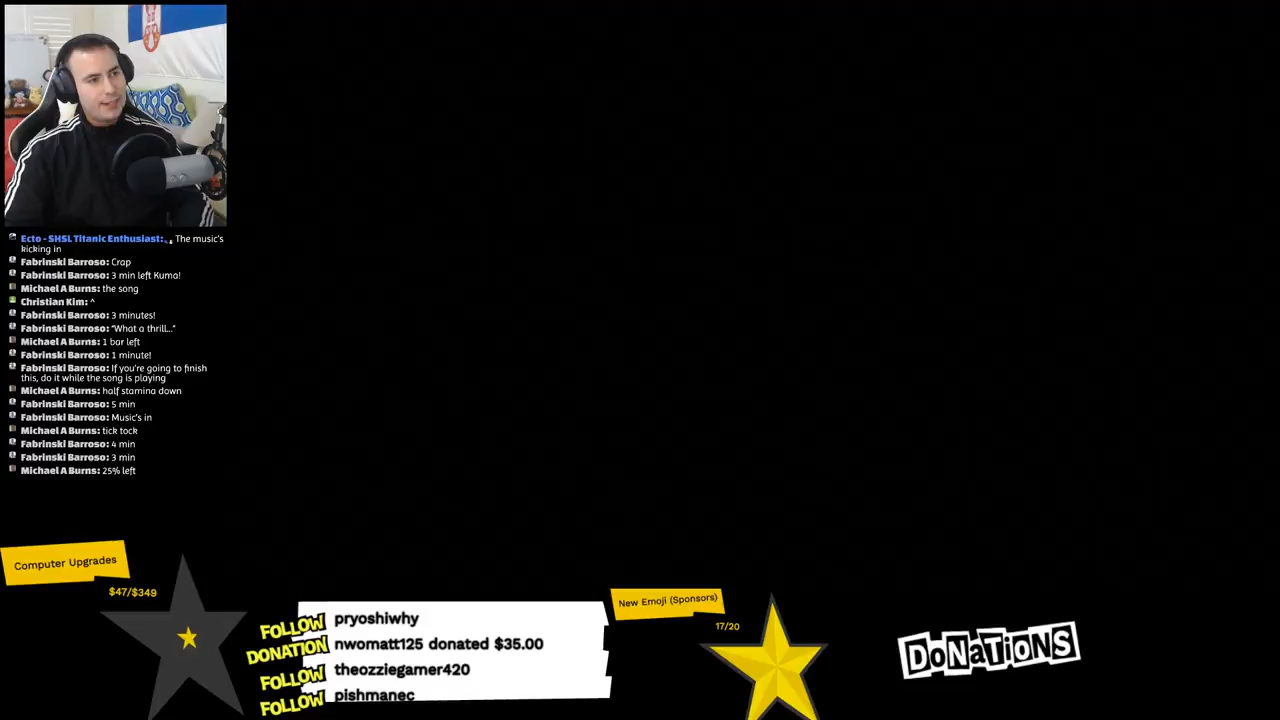 Ecto - SHSL Titanic Enthusiast: The music's
kicking in
Fabrinski Barroso: Crap
Fabrinski Barroso: 3 min left Kuma!
Michael A Burns: the song
Christian Kim: ^
Fabrinski Barroso: 3 minutes!
Fabrinski Barroso: "What a thrill..."
Michael A Burns: 1 bar left
Fabrinski Barroso: 1 minute!
Fabrinski Barroso: If you're going to finish
this, do it while the song is playing
Michael A Burns: half stamina down
Fabrinski Barroso: 5 min
Fabrinski Barroso: Music's in
Michael A Burns: tick tock
Fabrinski Barroso: 4 min
Fabrinski Barroso: 3 min
Michael A Burns: 25% left
Computer Upgrades
$47/$349
FOLLOW pryoshiwhy
DONATION nwomatt125 donated $35.00
FOLLOW theozziegamer420
FOLLOW pishmanec
New Emoji (Sponsors)
17/20
DoNaTiONS